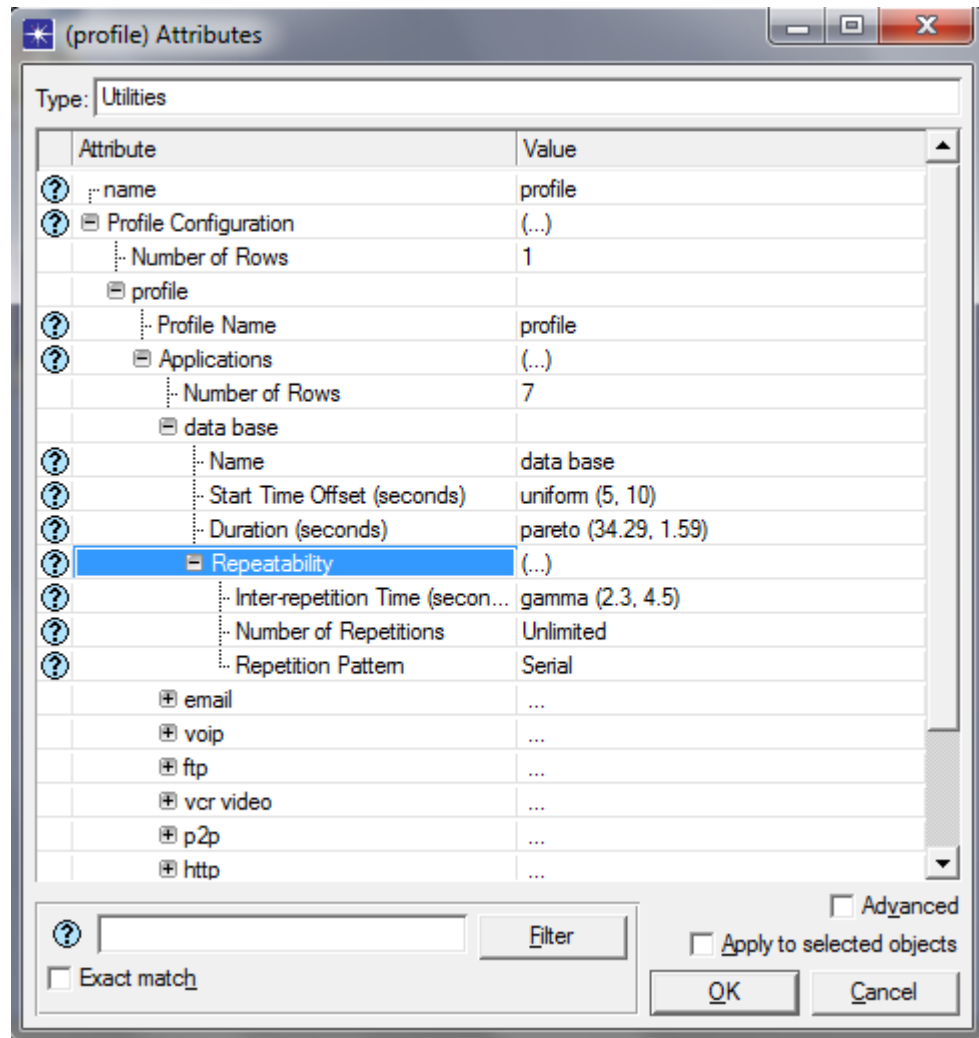 (profile) Attributes
Type: Utilities
Attribute Value
name profile
Profile Configuration (...)
Number of Rows 1
profile
Profile Name profile
Applications (...)
Number of Rows 7
data base
Name data base
Start Time Offset (seconds) uniform (5, 10)
Duration (seconds) pareto (34.29, 1.59)
Repeatability (...)
Inter-repetition Time (secon... gamma (2.3, 4.5)
Number of Repetitions Unlimited
Repetition Pattern Serial
email ...
voip ...
ftp ...
vcr video ...
p2p ...
http ...
Advanced
Filter
Apply to selected objects
Exact match
OK Cancel